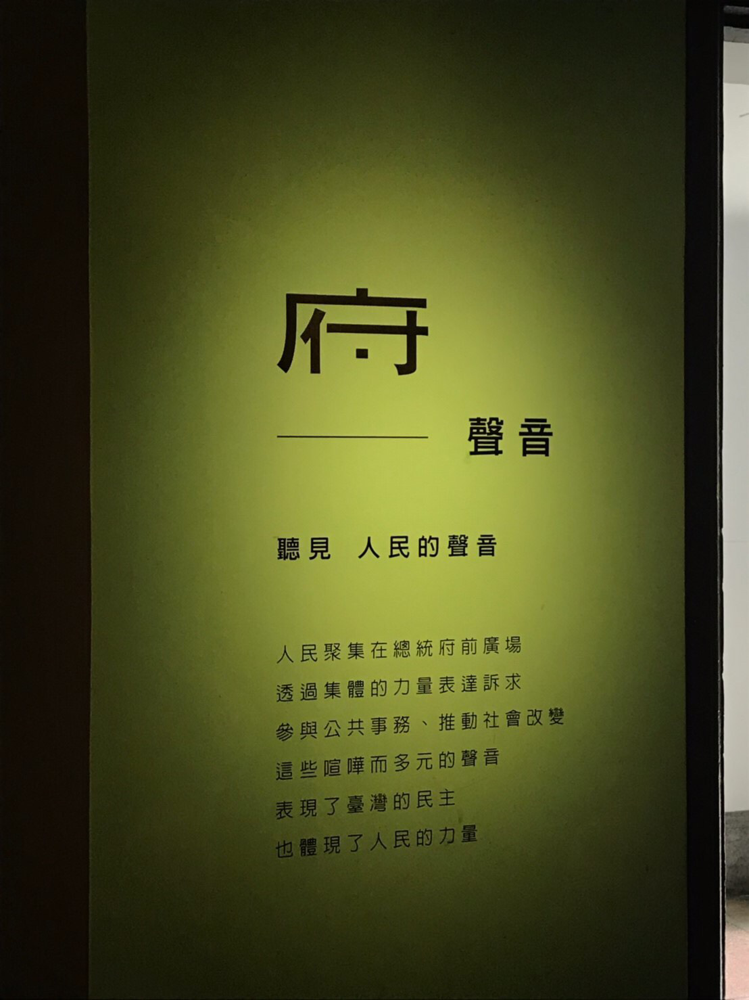 府
聲音
聽見 人民的聲音
人民聚集在總統府前廣場
透過集體的力量表達訴求
參與公共事務、推動社會改變
這些喧嘩而多元的聲音
表現了臺灣的民主
也體現了人民的力量